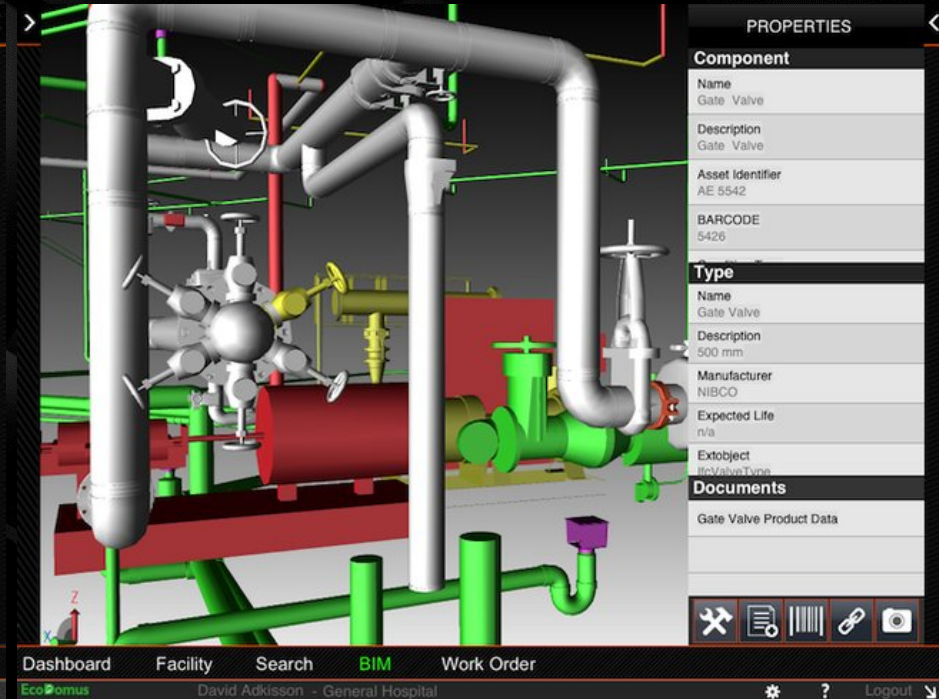 PROPERTIES
Component
Name
Gate Valve
Description
Gate Valve
Asset Identifier
AE 5542
BARCODE
5426
Type
Name
Gate Valve
Description
500 mm
Manufacturer
NIBCO
Expected Life
n/a
Extobject
IfcValveType
Documents
Gate Valve Product Data
Z
X
Dashboard Facility Search BIM Work Order
EcoDomus David Adkisson - General Hospital ? Logout